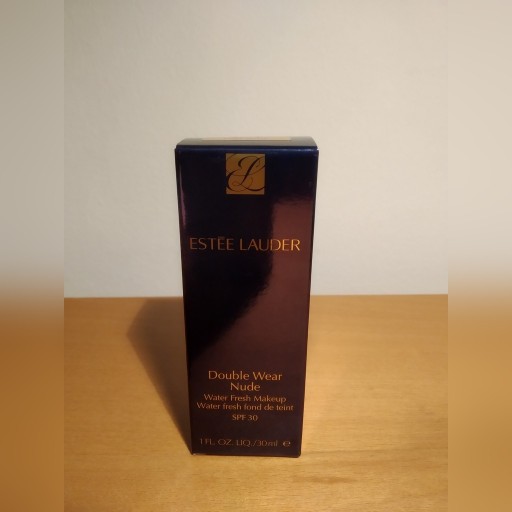 EL
ESTĒE LAUDER
Double Wear
Nude
Water Fresh Makeup
Water fresh fond de teint
SPF 30
1 FL. OZ. LIQ./30ml e